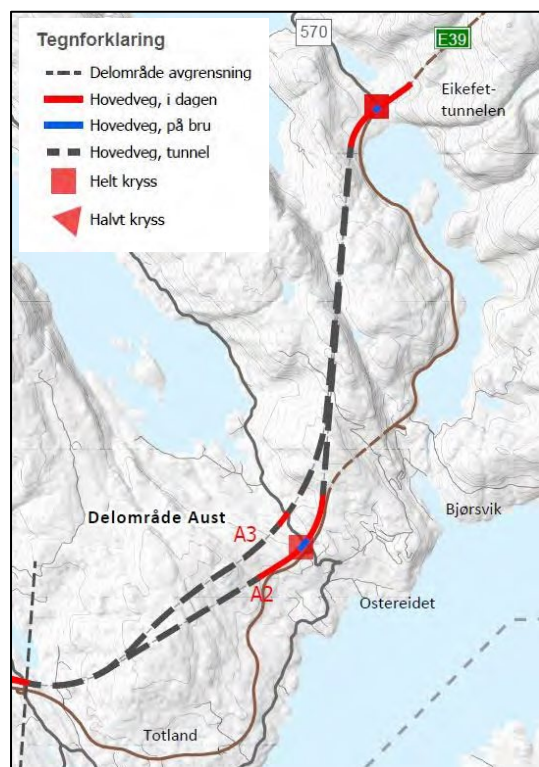 Tegnforklaring
Delområde avgrensning
Hovedveg, i dagen
Hovedveg, på bru
Hovedveg, tunnel
Helt kryss
Halvt kryss
570
E39
Eikefet-
tunnelen
Delområde Aust
A3
A2
Bjørsvik
Ostereidet
Totland